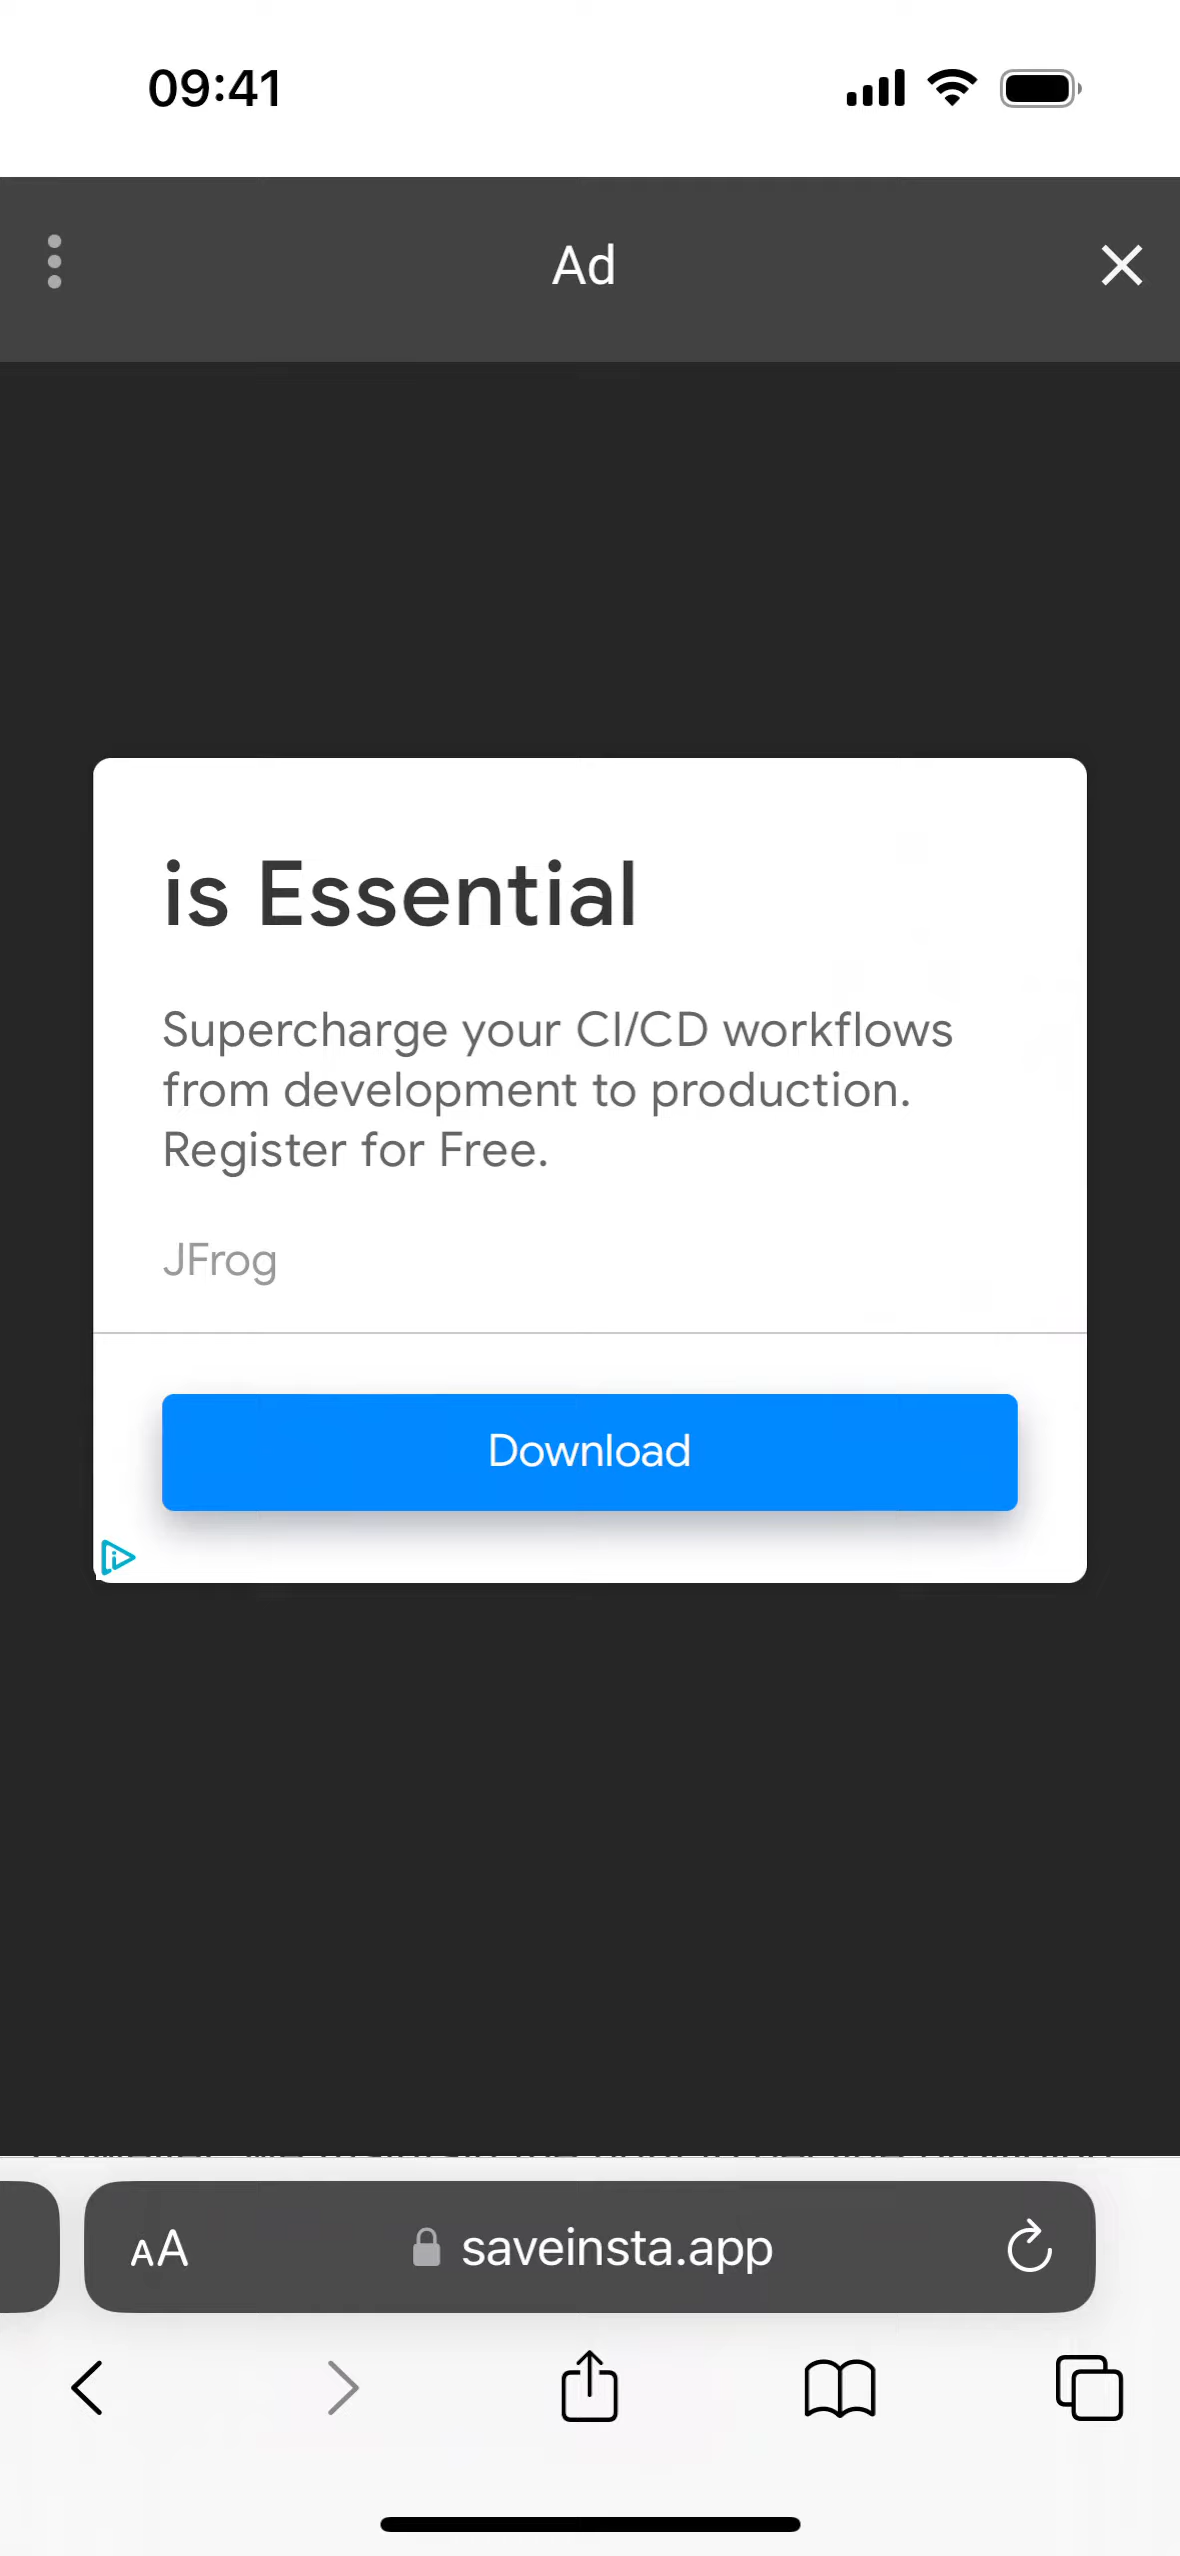 09:41
Ad
is Essential
Supercharge your CI/CD workflows
from development to production.
Register for Free.
JFrog
Download
AA
saveinsta.app